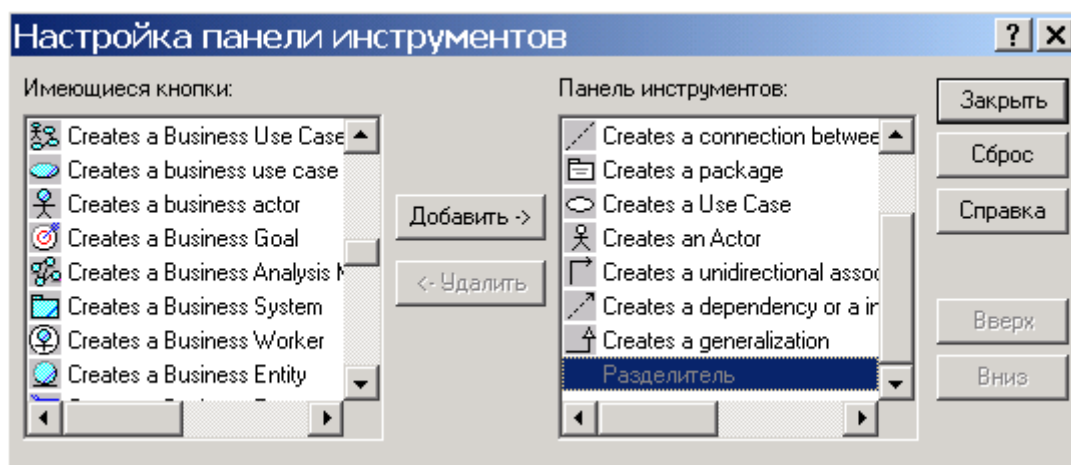 Настройка панели инструментов
Имеющиеся кнопки:
Creates a Business Use Case
Creates a business use case
Creates a business actor
Creates a Business Goal
Creates a Business Analysis
Creates a Business System
Creates a Business Worker
Creates a Business Entity
Добавить ->
<- Удалить
Панель инструментов:
Creates a connection betwee
Creates a package
Creates a Use Case
Creates an Actor
Creates a unidirectional assoc
Creates a dependency or a in
Creates a generalization
Разделитель
Закрыть
Сброс
Справка
Вверх
Вниз